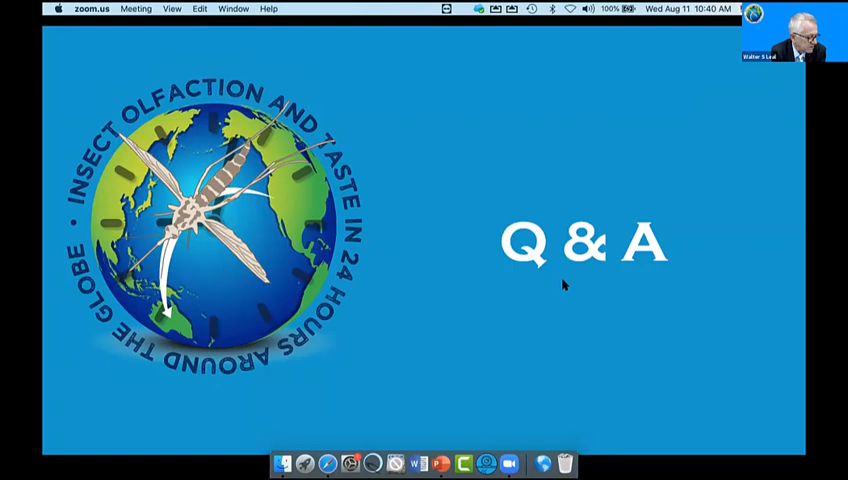 zoom.us Meeting View Edit Window Help 100% Wed Aug 11 10:40 AM
Walter S Leal
INSECT OLFACTION AND TASTE IN 24 HOURS AROUND THE GLOBE •
Q & A